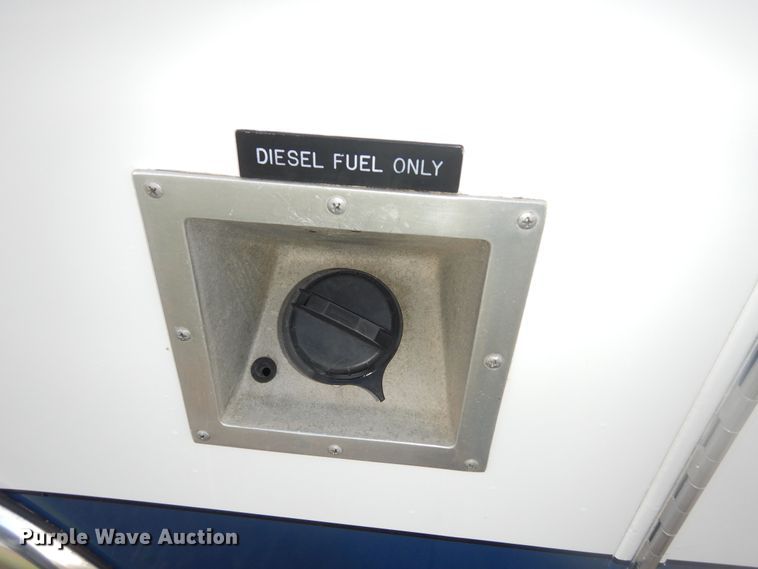 DIESEL FUEL ONLY
Purple Wave Auction